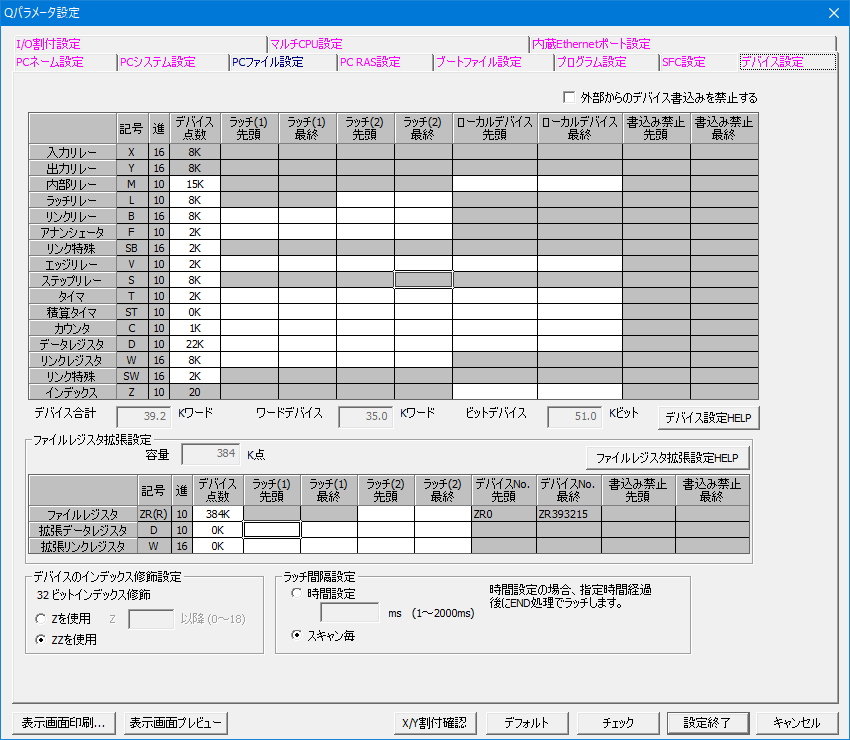 Qパラメータ設定
I/O割付設定 マルチCPU設定 内蔵Ethernetポート設定
PCネーム設定 PCシステム設定 PCファイル設定 PC RAS設定 ブートファイル設定 プログラム設定 SFC設定 デバイス設定
外部からのデバイス書込みを禁止する
記号 進 デバイス点数 ラッチ(1)先頭 ラッチ(1)最終 ラッチ(2)先頭 ラッチ(2)最終 ローカルデバイス先頭 ローカルデバイス最終 書込み禁止先頭 書込み禁止最終
入力リレー X 16 8K
出力リレー Y 16 8K
内部リレー M 10 15K
ラッチリレー L 10 8K
リンクリレー B 16 8K
アナンシェータ F 10 2K
リンク特殊 SB 16 2K
エッジリレー V 10 2K
ステップリレー S 10 8K
タイマ T 10 2K
積算タイマ ST 10 0K
カウンタ C 10 1K
データレジスタ D 10 22K
リンクレジスタ W 16 8K
リンク特殊 SW 16 2K
インデックス Z 10 20
デバイス合計 39.2 Kワード ワードデバイス 35.0 Kワード ビットデバイス 51.0 Kビット デバイス設定HELP
ファイルレジスタ拡張設定
容量 384 K点 ファイルレジスタ拡張設定HELP
記号 進 デバイス点数 ラッチ(1)先頭 ラッチ(1)最終 ラッチ(2)先頭 ラッチ(2)最終 デバイスNo.先頭 デバイスNo.最終 書込み禁止先頭 書込み禁止最終
ファイルレジスタ ZR(R) 10 384K ZR0 ZR393215
拡張データレジスタ D 10 0K
拡張リンクレジスタ W 16 0K
デバイスのインデックス修飾設定
32 ビットインデックス修飾
Zを使用 Z 以降 (0～18)
ZZを使用
ラッチ間隔設定
時間設定
ms (1～2000ms)
スキャン毎
時間設定の場合、指定時間経過
後にEND処理でラッチします。
表示画面印刷... 表示画面プレビュー X/Y割付確認 デフォルト チェック 設定終了 キャンセル